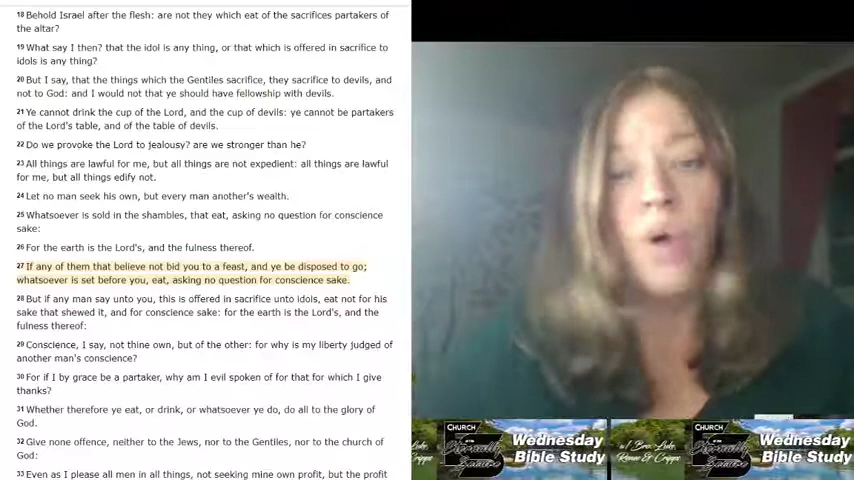 18 Behold Israel after the flesh: are not they which eat of the sacrifices partakers of
the altar?
19 What say I then? that the idol is any thing, or that which is offered in sacrifice to
idols is any thing?
20 But I say, that the things which the Gentiles sacrifice, they sacrifice to devils, and
not to God: and I would not that ye should have fellowship with devils.
21 Ye cannot drink the cup of the Lord, and the cup of devils: ye cannot be partakers
of the Lord's table, and of the table of devils.
22 Do we provoke the Lord to jealousy? are we stronger than he?
23 All things are lawful for me, but all things are not expedient: all things are lawful
for me, but all things edify not.
24 Let no man seek his own, but every man another's wealth.
25 Whatsoever is sold in the shambles, that eat, asking no question for conscience
sake:
26 For the earth is the Lord's, and the fulness thereof.
27 If any of them that believe not bid you to a feast, and ye be disposed to go;
whatsoever is set before you, eat, asking no question for conscience sake.
28 But if any man say unto you, this is offered in sacrifice unto idols, eat not for his
sake that shewed it, and for conscience sake: for the earth is the Lord's, and the
fulness thereof:
29 Conscience, I say, not thine own, but of the other: for why is my liberty judged of
another man's conscience?
30 For if I by grace be a partaker, why am I evil spoken of for that for which I give
thanks?
31 Whether therefore ye eat, or drink, or whatsoever ye do, do all to the glory of
God.
32 Give none offence, neither to the Jews, nor to the Gentiles, nor to the church of
God:
33 Even as I please all men in all things, not seeking mine own profit, but the profit
CHURCH
of the
Eternally
Secure
Wednesday
Bible Study
w/ Bro. Luke,
Renee & Cripps
CHURCH
of the
Eternally
Secure
Wednesday
Bible Study